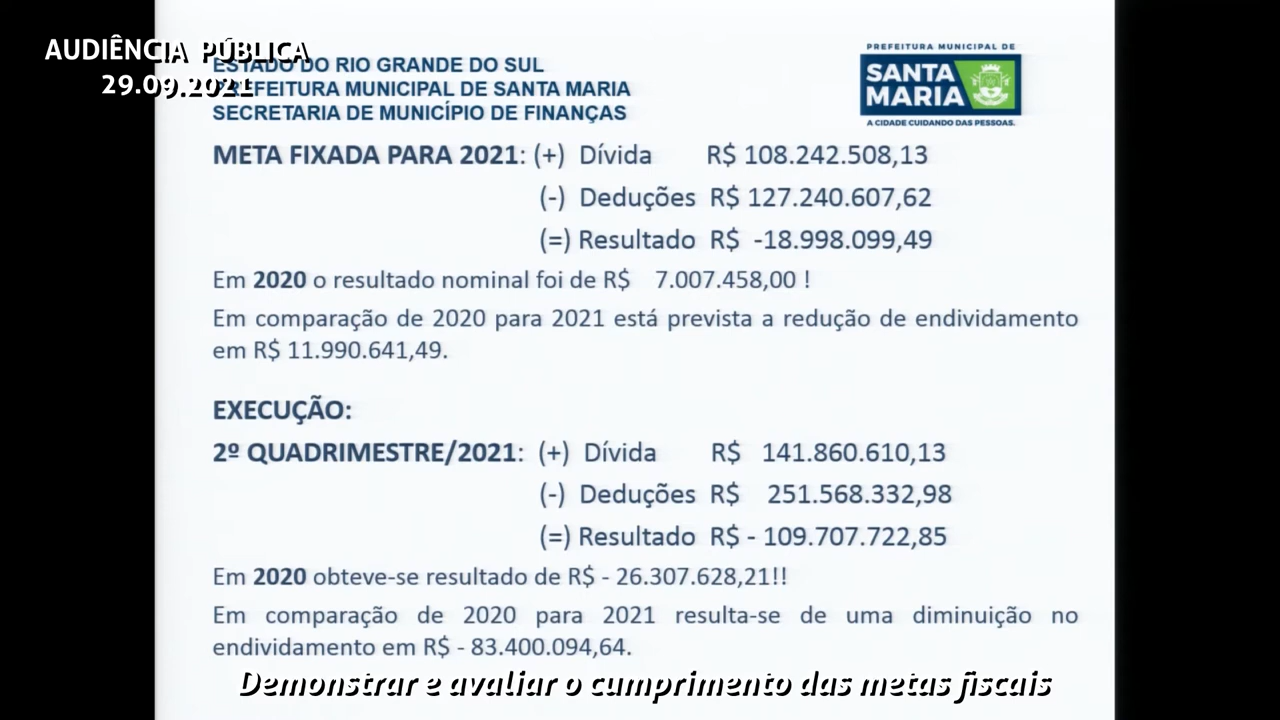 AUDIÊNCIA PÚBLICA
29.09.2021
ESTADO DO RIO GRANDE DO SUL
PREFEITURA MUNICIPAL DE SANTA MARIA
SECRETARIA DE MUNICÍPIO DE FINANÇAS
PREFEITURA MUNICIPAL DE
SANTA
MARIA
A CIDADE CUIDANDO DAS PESSOAS.
META FIXADA PARA 2021: (+) Dívida R$ 108.242.508,13
(-) Deduções R$ 127.240.607,62
(=) Resultado R$ -18.998.099,49
Em 2020 o resultado nominal foi de R$ 7.007.458,00 !
Em comparação de 2020 para 2021 está prevista a redução de endividamento
em R$ 11.990.641,49.
EXECUÇÃO:
2º QUADRIMESTRE/2021: (+) Dívida R$ 141.860.610,13
(-) Deduções R$ 251.568.332,98
(=) Resultado R$ - 109.707.722,85
Em 2020 obteve-se resultado de R$ - 26.307.628,21!!
Em comparação de 2020 para 2021 resulta-se de uma diminuição no
endividamento em R$ - 83.400.094,64.
Demonstrar e avaliar o cumprimento das metas fiscais